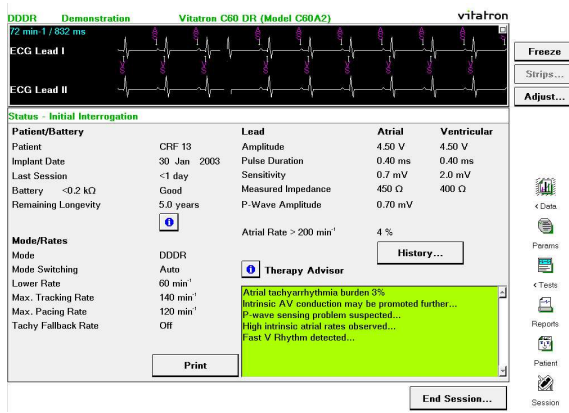 DDDR Demonstration Vitatron C60 DR (Model C60A2) vitatron
72 min-1 / 832 ms
ECG Lead I
ECG Lead II
Freeze
Strips...
Adjust...
Status - Initial Interrogation
Patient/Battery Lead Atrial Ventricular
Patient CRF 13 Amplitude 4.50 V 4.50 V
Implant Date 30 Jan 2003 Pulse Duration 0.40 ms 0.40 ms
Last Session <1 day Sensitivity 0.7 mV 2.0 mV
Battery <0.2 kΩ Good Measured Impedance 450 Ω 400 Ω
Remaining Longevity 5.0 years P-Wave Amplitude 0.70 mV
i
Atrial Rate > 200 min⁻¹ 4 %
Mode/Rates
History...
Mode DDDR
Mode Switching Auto i Therapy Advisor
Lower Rate 60 min⁻¹
Max. Tracking Rate 140 min⁻¹
Max. Pacing Rate 120 min⁻¹
Tachy Fallback Rate Off
Atrial tachyarrhythmia burden 3%
Intrinsic AV conduction may be promoted further...
P-wave sensing problem suspected...
High intrinsic atrial rates observed...
Fast V Rhythm detected...
Print
End Session...
< Data
Params
< Tests
Reports
Patient
Session